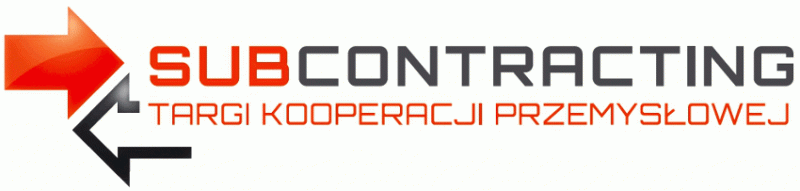 SUBCONTRACTING
TARGI KOOPERACJI PRZEMYSŁOWEJ